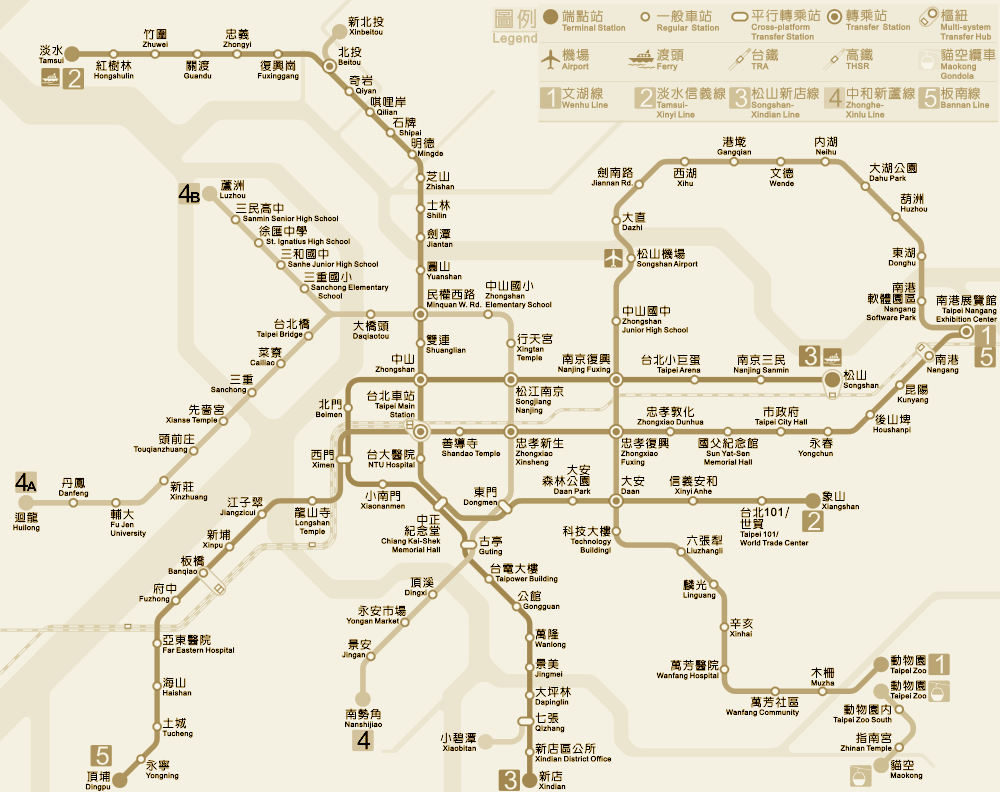 圖例
Legend
端點站
Terminal Station
一般車站
Regular Station
平行轉乘站
Cross-platform
Transfer Station
轉乘站
Transfer Station
樞紐
Multi-system
Transfer Hub
機場
Airport
渡頭
Ferry
台鐵
TRA
高鐵
THSR
貓空纜車
Maokong
Gondola
1 文湖線
Wenhu Line
2 淡水信義線
Tamsui-
Xinyi Line
3 松山新店線
Songshan-
Xindian Line
4 中和新蘆線
Zhonghe-
Xinlu Line
5 板南線
Bannan Line
淡水
Tamsui
2
紅樹林
Hongshulin
竹圍
Zhuwei
關渡
Guandu
忠義
Zhongyi
復興崗
Fuxinggang
新北投
Xinbeitou
北投
Beitou
奇岩
Qiyan
唭哩岸
Qilian
石牌
Shipai
明德
Mingde
芝山
Zhishan
士林
Shilin
劍潭
Jiantan
圓山
Yuanshan
民權西路
Minquan W. Rd.
雙連
Shuanglian
中山
Zhongshan
台北車站
Taipei Main
Station
台大醫院
NTU Hospital
4B
蘆洲
Luzhou
三民高中
Sanmin Senior High School
徐匯中學
St. Ignatius High School
三和國中
Sanhe Junior High School
三重國小
Sanchong Elementary
School
大橋頭
Daqiaotou
台北橋
Taipei Bridge
菜寮
Cailiao
三重
Sanchong
先嗇宮
Xianse Temple
頭前庄
Touqianzhuang
新莊
Xinzhuang
輔大
Fu Jen
University
丹鳳
Danfeng
4A
迴龍
Huilong
中山國小
Zhongshan
Elementary School
行天宮
Xingtan
Temple
松江南京
Songjiang
Nanjing
忠孝新生
Zhongxiao
Xinsheng
善導寺
Shandao Temple
北門
Beimen
西門
Ximen
小南門
Xiaonanmen
中正
紀念堂
Chiang Kai-Shek
Memorial Hall
東門
Dongmen
大安
森林公園
Daan Park
大安
Daan
信義安和
Xinyi Anhe
台北101/
世貿
Taipei 101/
World Trade Center
象山
Xiangshan
2
劍南路
Jiannan Rd.
西湖
Xihu
港墘
Gangqian
文德
Wende
內湖
Neihu
大湖公園
Dahu Park
葫洲
Huzhou
東湖
Donghu
南港
軟體園區
Nangang
Software Park
南港展覽館
Taipei Nangang
Exhibition Center
1
5
南港
Nangang
昆陽
Kunyang
後山埤
Houshanpi
永春
Yongchun
市政府
Taipei City Hall
國父紀念館
Sun Yat-Sen
Memorial Hall
忠孝敦化
Zhongxiao Dunhua
忠孝復興
Zhongxiao
Fuxing
大直
Dazhi
松山機場
Songshan Airport
中山國中
Zhongshan
Junior High School
南京復興
Nanjing Fuxing
台北小巨蛋
Taipei Arena
南京三民
Nanjing Sanmin
3
松山
Songshan
科技大樓
Technology
Buildingl
六張犁
Liuzhangli
麟光
Linguang
辛亥
Xinhai
萬芳醫院
Wanfang Hospital
萬芳社區
Wanfang Community
木柵
Muzha
動物園
Taipei Zoo
1
動物園
Taipei Zoo
動物園內
Taipei Zoo South
指南宮
Zhinan Temple
貓空
Maokong
古亭
Guting
台電大樓
Taipower Building
公館
Gongguan
萬隆
Wanlong
景美
Jingmei
大坪林
Dapinglin
七張
Qizhang
小碧潭
Xiaobitan
新店區公所
Xindian District Office
3
新店
Xindian
頂溪
Dingxi
永安市場
Yongan Market
景安
Jingan
南勢角
Nanshijiao
4
龍山寺
Longshan
Temple
江子翠
Jiangzicui
新埔
Xinpu
板橋
Banqiao
府中
Fuzhong
亞東醫院
Far Eastern Hospital
海山
Haishan
土城
Tucheng
永寧
Yongning
5
頂埔
Dingpu